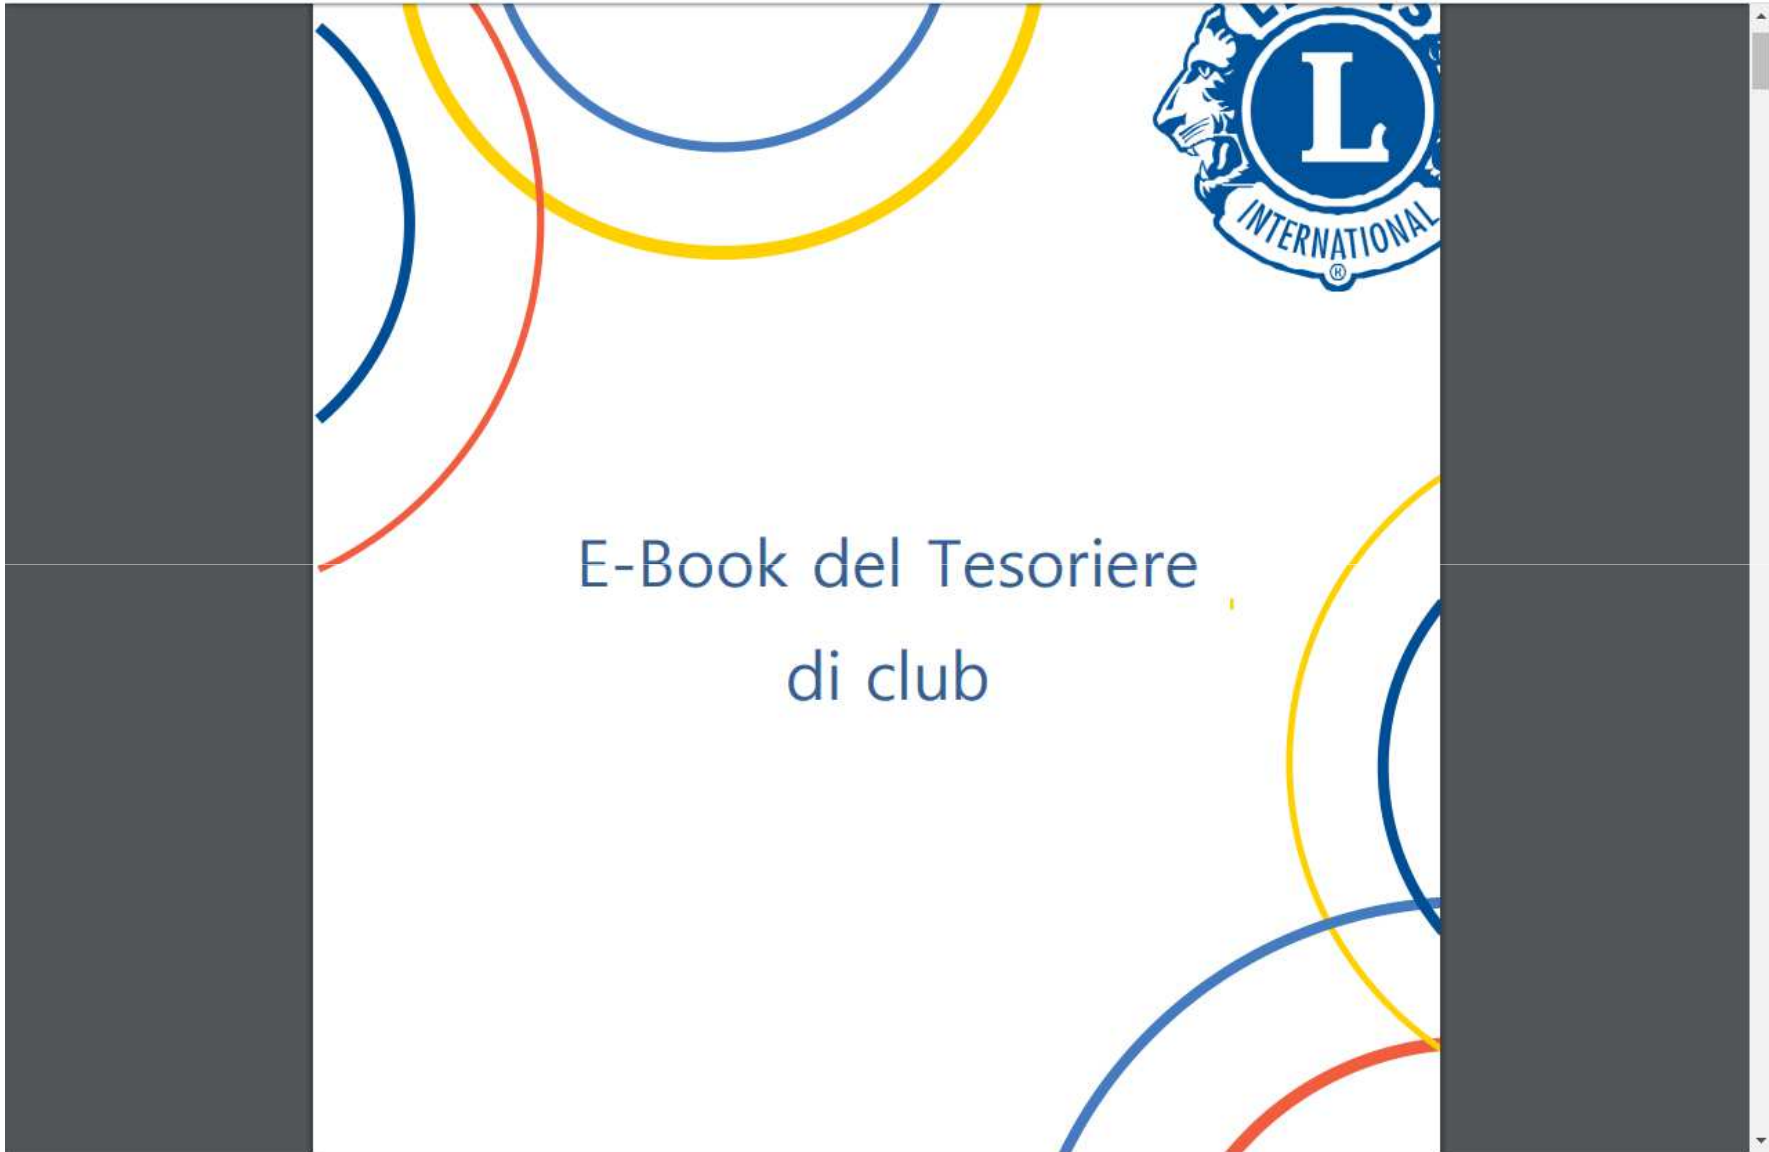 L
INTERNATIONAL
®
E-Book del Tesoriere
di club